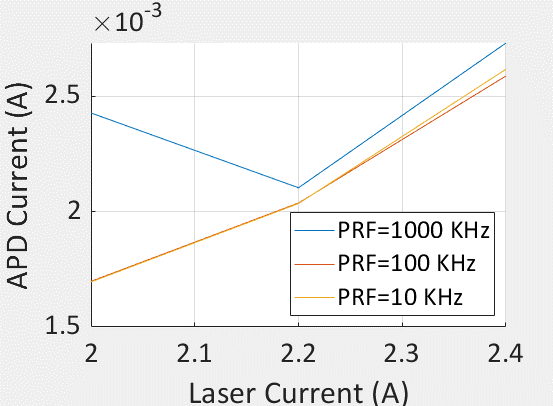 ×10⁻³
APD Current (A)
2.5
2
1.5
PRF=1000 KHz
PRF=100 KHz
PRF=10 KHz
2 2.1 2.2 2.3 2.4
Laser Current (A)